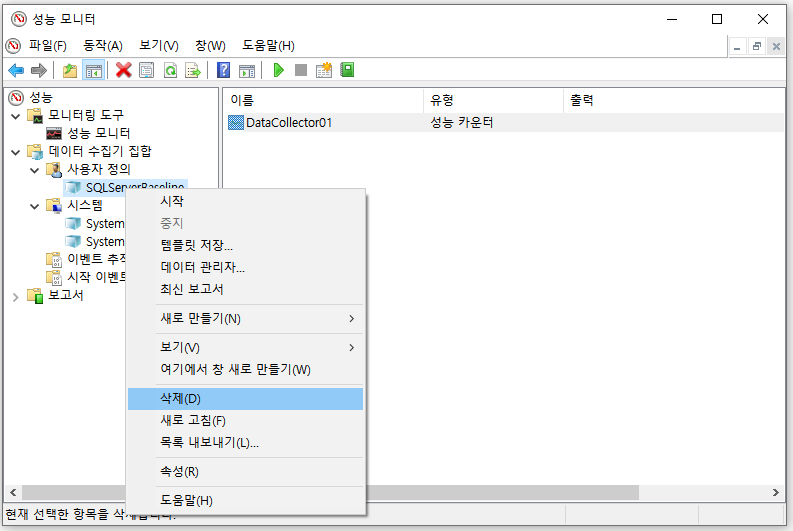 성능 모니터
파일(F) 동작(A) 보기(V) 창(W) 도움말(H)
성능
모니터링 도구
성능 모니터
데이터 수집기 집합
사용자 정의
SQLServerBaseline
시스템
System
System
이벤트 추적
시작 이벤트
보고서
이름 유형 출력
DataCollector01 성능 카운터
시작
중지
템플릿 저장...
데이터 관리자...
최신 보고서
새로 만들기(N)
보기(V)
여기에서 창 새로 만들기(W)
삭제(D)
새로 고침(F)
목록 내보내기(L)...
속성(R)
도움말(H)
현재 선택한 항목을 삭제합니다.